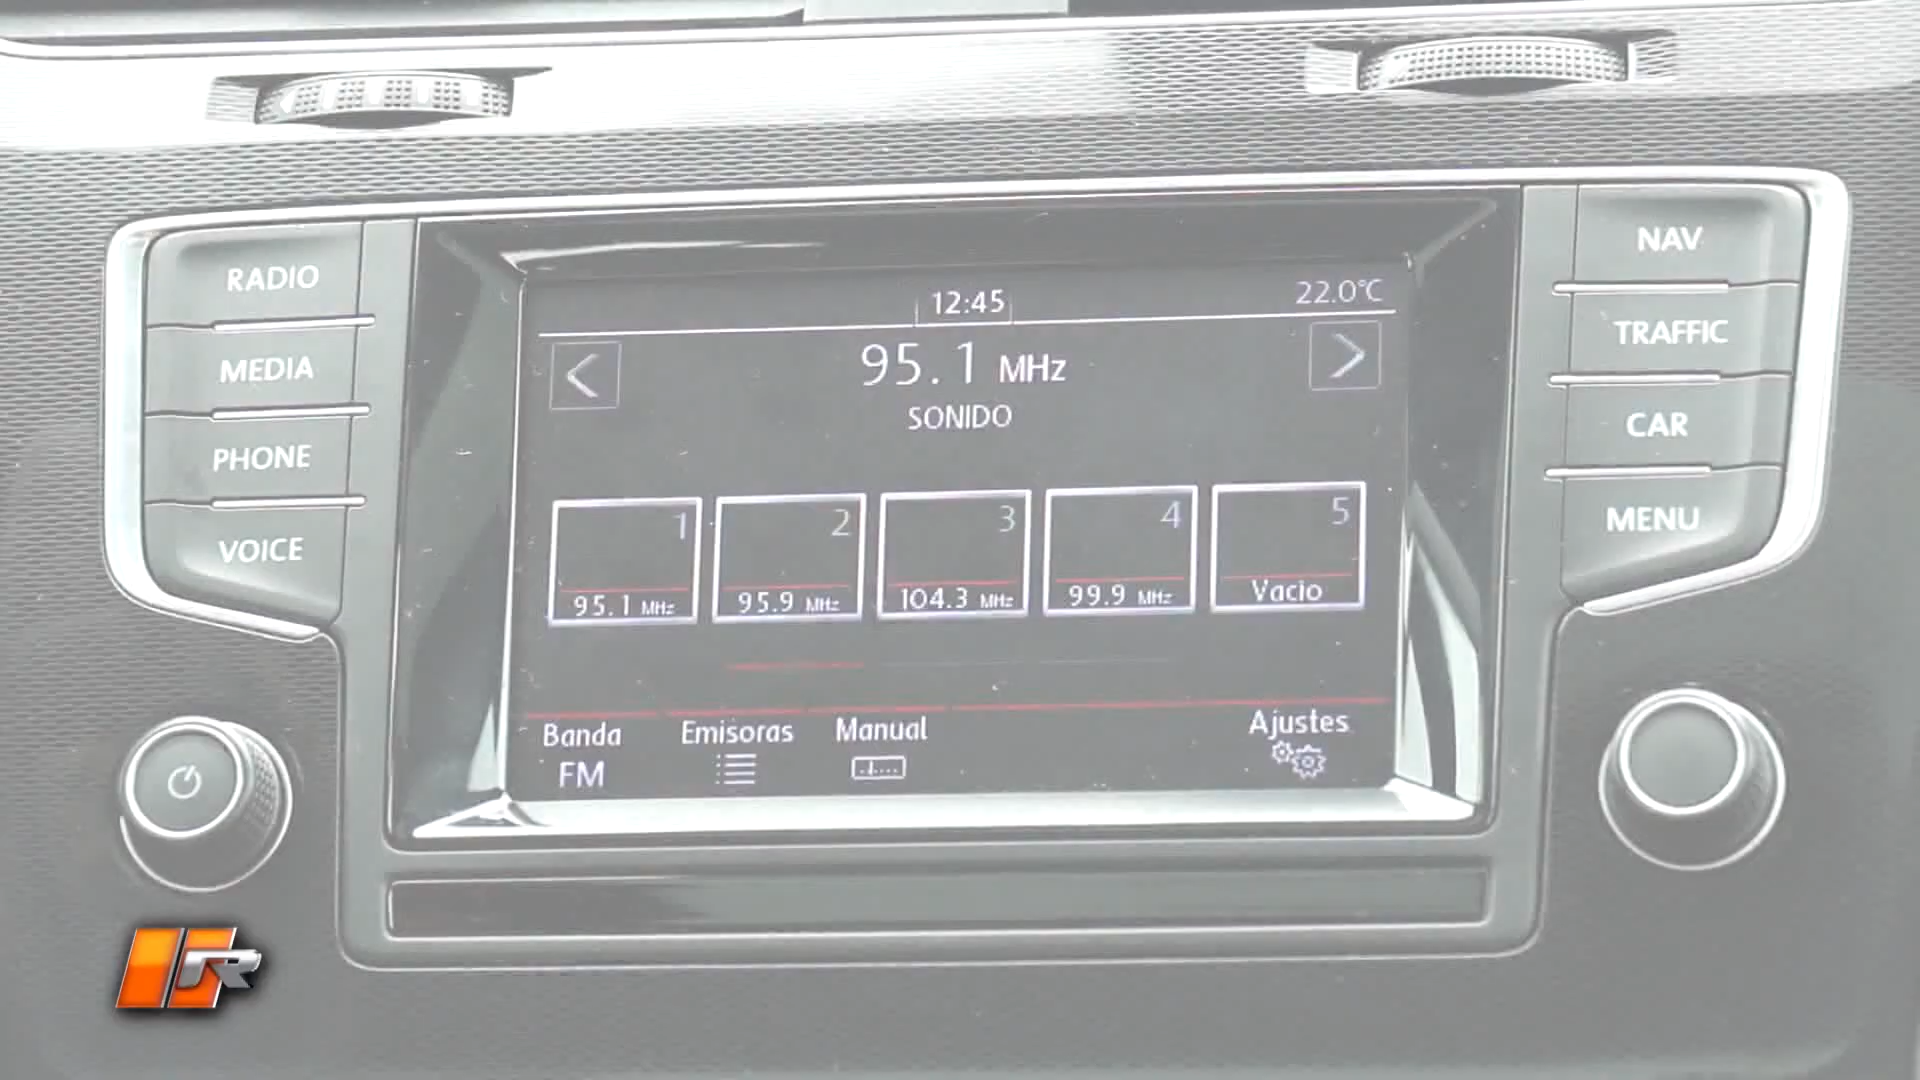 RADIO
MEDIA
PHONE
VOICE
12:45
22.0°C
95.1 MHz
SONIDO
1
2
3
4
5
95.1 MHz
95.9 MHz
104.3 MHz
99.9 MHz
Vacio
Banda
FM
Emisoras
Manual
Ajustes
NAV
TRAFFIC
CAR
MENU